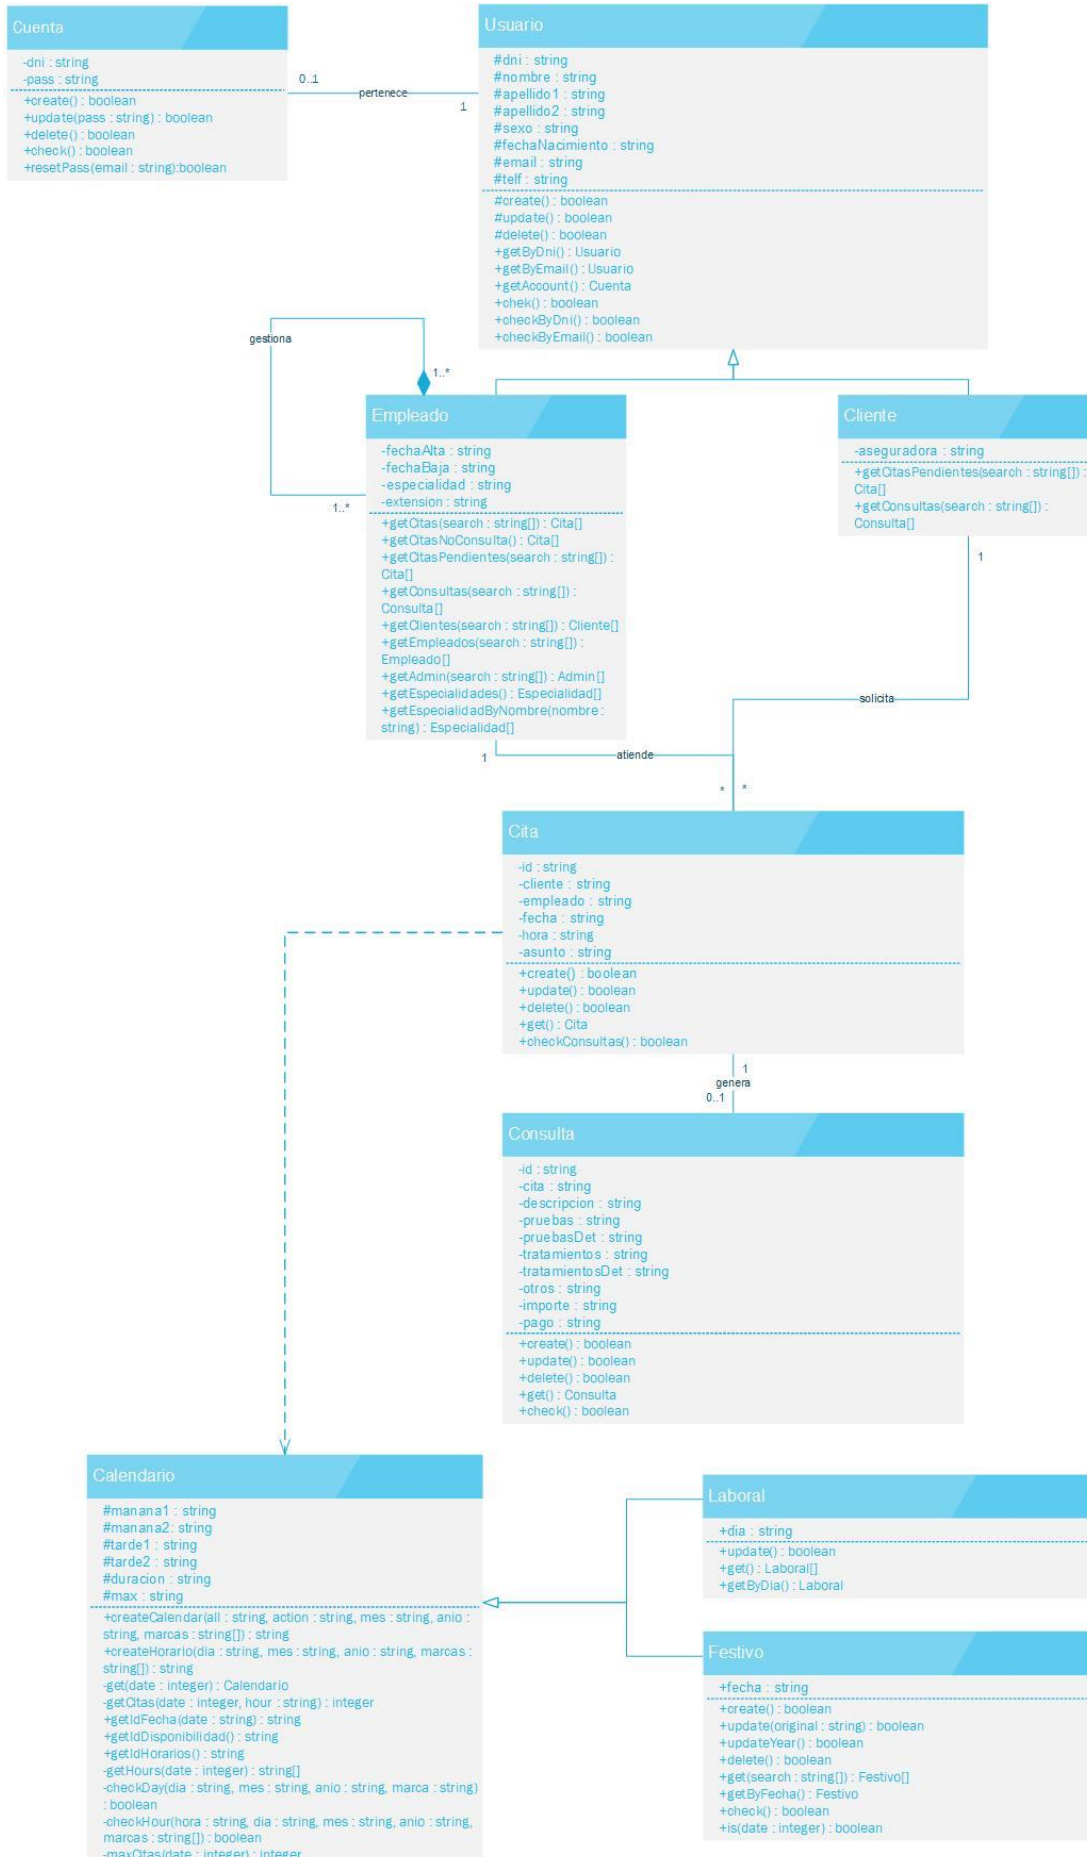 Cuenta
-dni : string
-pass : string
+create() : boolean
+update(pass : string) : boolean
+delete() : boolean
+check() : boolean
+resetPass(email : string):boolean
0..1
pertenece
1
Usuario
#dni : string
#nombre : string
#apellido1 : string
#apellido2 : string
#sexo : string
#fechaNacimiento : string
#email : string
#telf : string
#create() : boolean
#update() : boolean
#delete() : boolean
+getByDni() : Usuario
+getByEmail() : Usuario
+getAccount() : Cuenta
+chek() : boolean
+checkByDni() : boolean
+checkByEmail() : boolean
gestiona
1..*
1..*
Empleado
-fechaAlta : string
-fechaBaja : string
-especialidad : string
-extension : string
+getCitas(search : string[]) : Cita[]
+getCitasNoConsulta() : Cita[]
+getCitasPendientes(search : string[]) :
Cita[]
+getConsultas(search : string[]) :
Consulta[]
+getClientes(search : string[]) : Cliente[]
+getEmpleados(search : string[]) :
Empleado[]
+getAdmin(search : string[]) : Admin[]
+getEspecialidades() : Especialidad[]
+getEspecialidadByNombre(nombre :
string) : Especialidad[]
Cliente
-aseguradora : string
+getCitasPendientes(search : string[]) :
Cita[]
+getConsultas(search : string[]) :
Consulta[]
1
solicita
1
atiende
*
*
Cita
-id : string
-cliente : string
-empleado : string
-fecha : string
-hora : string
-asunto : string
+create() : boolean
+update() : boolean
+delete() : boolean
+get() : Cita
+checkConsultas() : boolean
1
genera
0..1
Consulta
-id : string
-cita : string
-descripcion : string
-pruebas : string
-pruebasDet : string
-tratamientos : string
-tratamientosDet : string
-otros : string
-importe : string
-pago : string
+create() : boolean
+update() : boolean
+delete() : boolean
+get() : Consulta
+check() : boolean
Calendario
#manana1 : string
#manana2: string
#tarde1 : string
#tarde2 : string
#duracion : string
#max : string
+createCalendar(all : string, action : string, mes : string, anio :
string, marcas : string[]) : string
+createHorario(dia : string, mes : string, anio : string, marcas :
string[]) : string
-get(date : integer) : Calendario
-getCitas(date : integer, hour : string) : integer
+getIdFecha(date : string) : string
+getIdDisponibilidad() : string
+getIdHorarios() : string
-getHours(date : integer) : string[]
-checkDay(dia : string, mes : string, anio : string, marca : string)
: boolean
-checkHour(hora : string, dia : string, mes : string, anio : string,
marcas : string[]) : boolean
-maxCitas(date : integer) : integer
Laboral
+dia : string
+update() : boolean
+get() : Laboral[]
+getByDia() : Laboral
Festivo
+fecha : string
+create() : boolean
+update(original : string) : boolean
+updateYear() : boolean
+delete() : boolean
+get(search : string[]) : Festivo[]
+getByFecha() : Festivo
+check() : boolean
+is(date : integer) : boolean